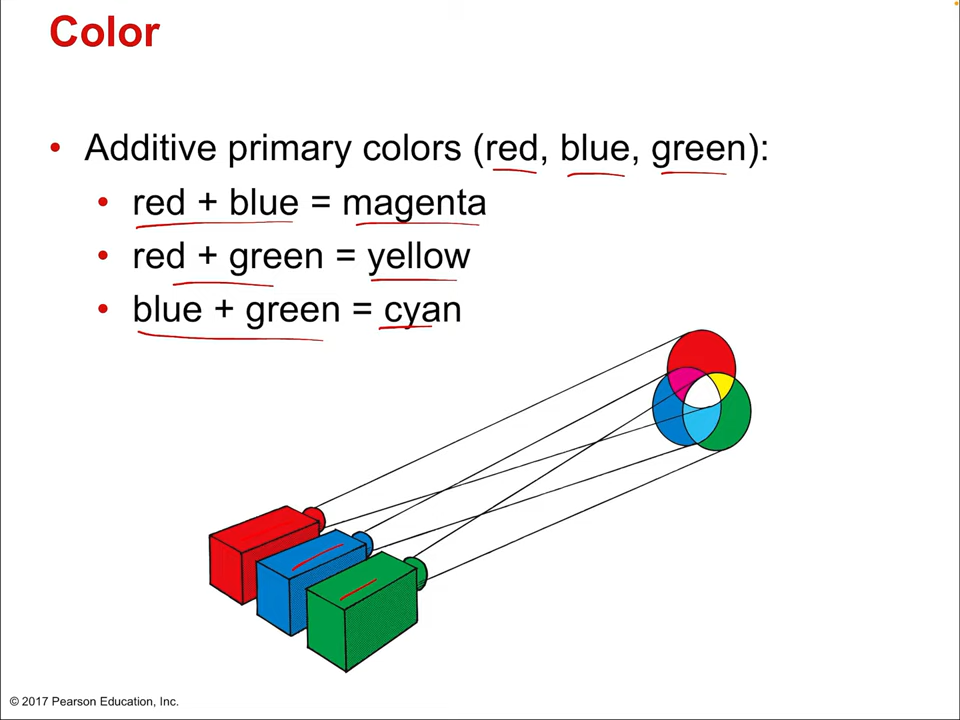 Color
• Additive primary colors (red, blue, green):
• red + blue = magenta
• red + green = yellow
• blue + green = cyan
© 2017 Pearson Education, Inc.